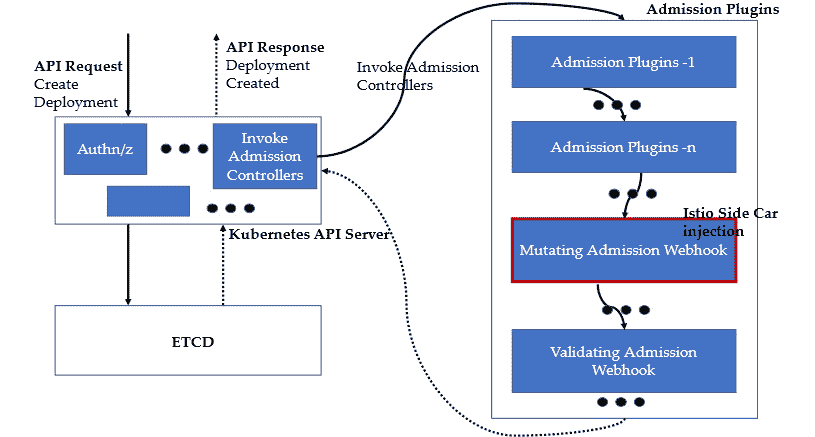 Admission Plugins
API Request
Create
Deployment
API Response
Deployment
Created
Invoke Admission
Controllers
Authn/z
Invoke
Admission
Controllers
Kubernetes API Server
ETCD
Admission Plugins -1
Admission Plugins -n
Istio Side Car
injection
Mutating Admission Webhook
Validating Admission
Webhook